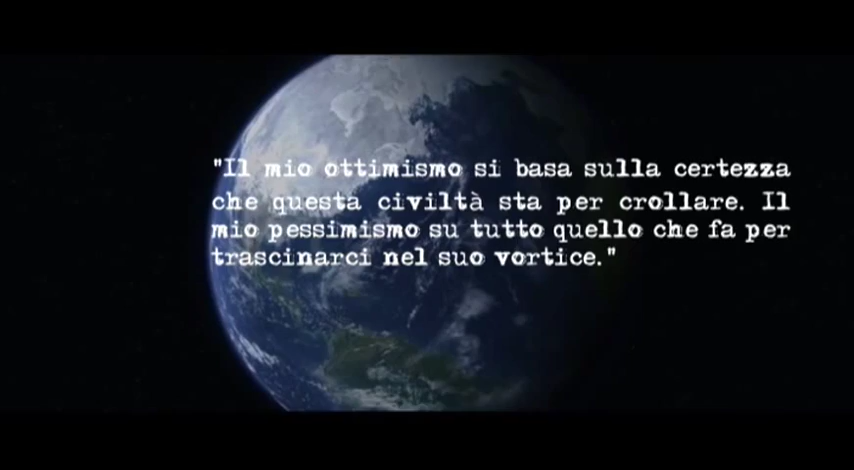 "Il mio ottimismo si basa sulla certezza
che questa civiltà sta per crollare. Il
mio pessimismo su tutto quello che fa per
trascinarci nel suo vortice."